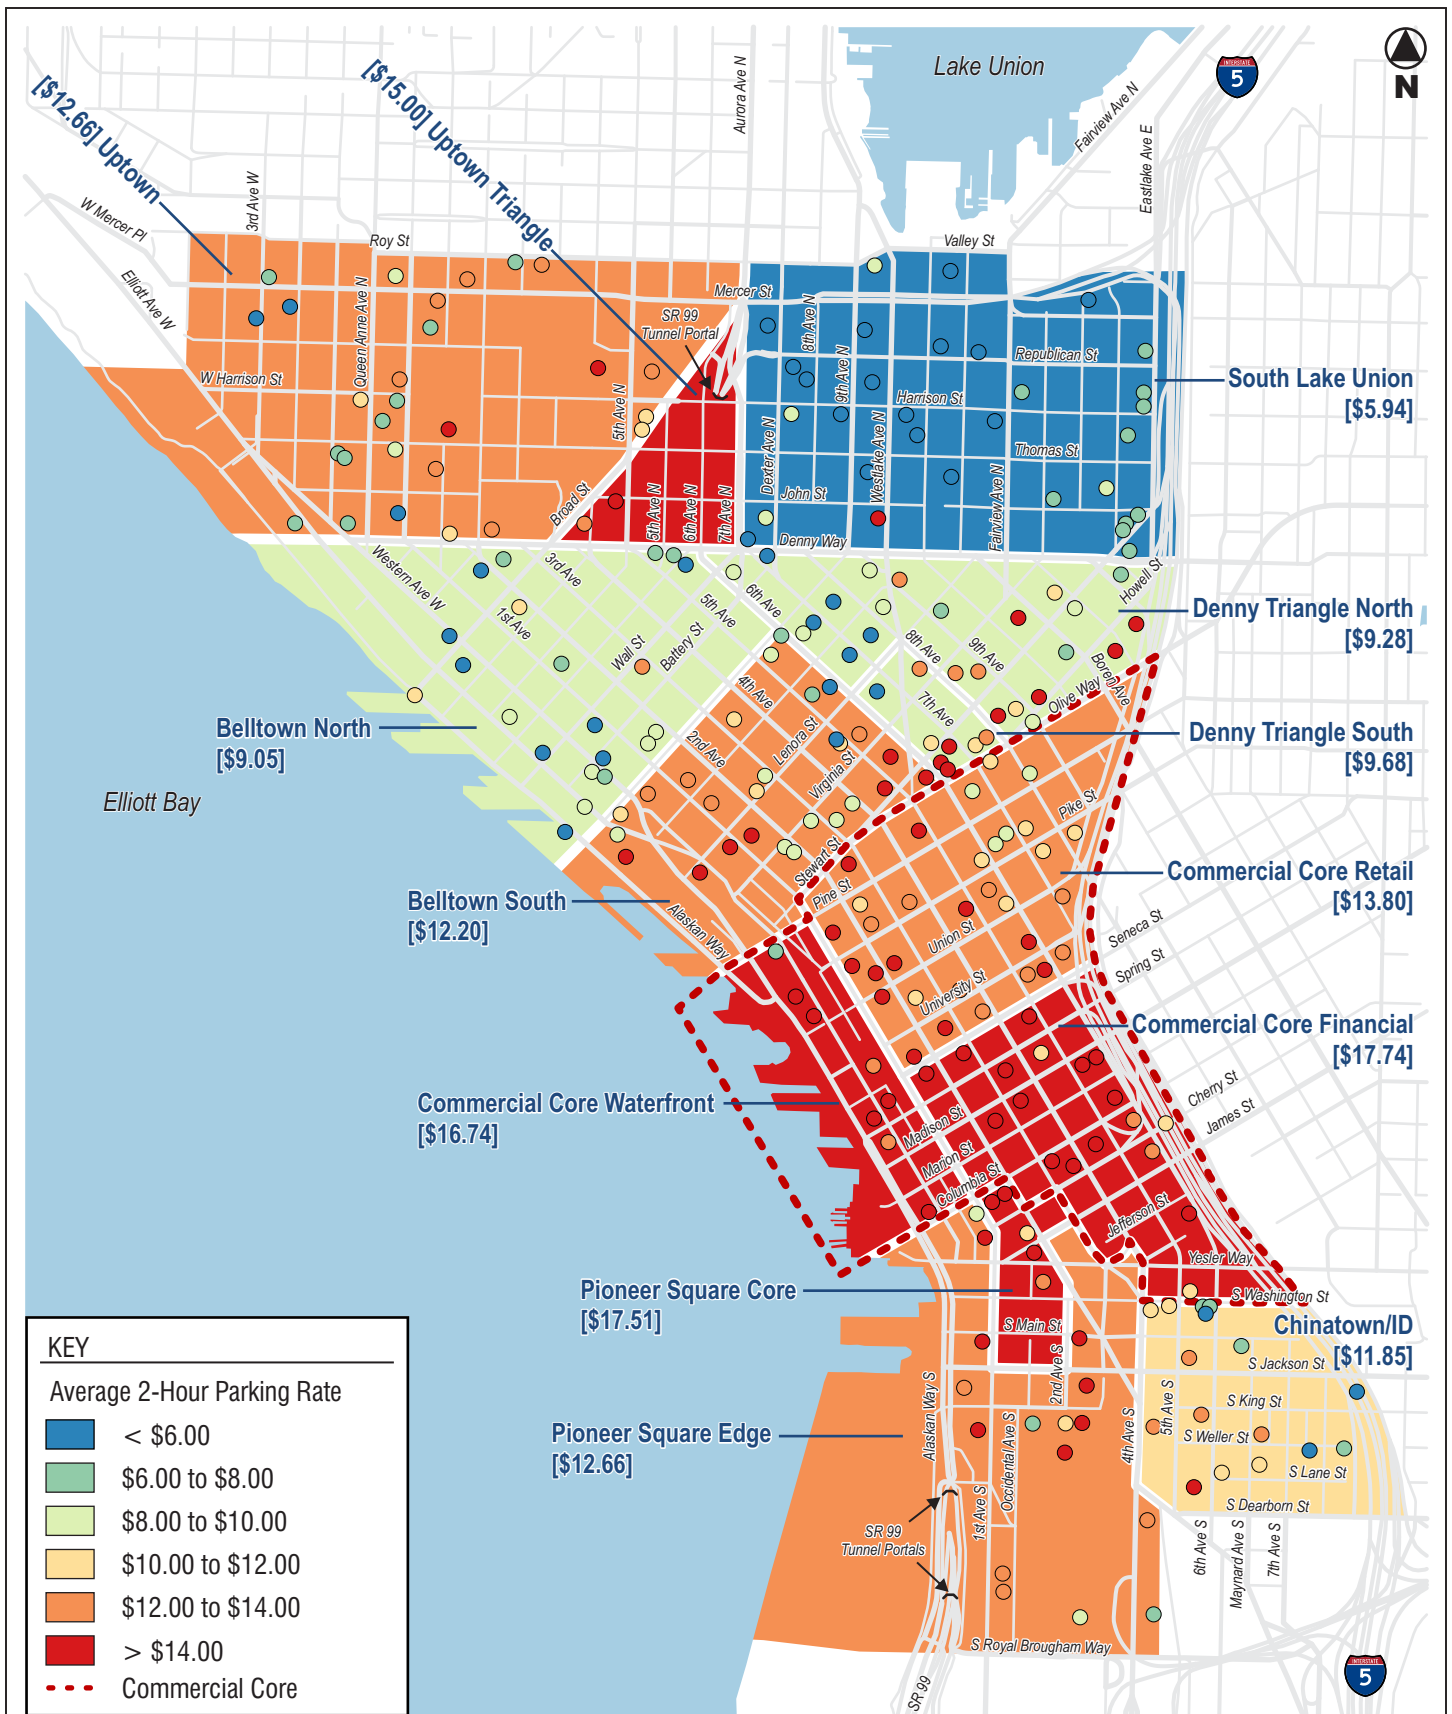 Lake Union
INTERSTATE
5
N
[$12.66] Uptown
[$15.00] Uptown Triangle
Aurora Ave N
Fairview Ave N
Eastlake Ave E
W Mercer Pl
3rd Ave W
Roy St
Valley St
Elliott Ave W
Queen Anne Ave N
Mercer St
SR 99
Tunnel Portal
8th Ave N
9th Ave N
Republican St
W Harrison St
5th Ave N
Harrison St
South Lake Union
[$5.94]
Dexter Ave N
Westlake Ave N
Thomas St
Fairview Ave N
Broad St
5th Ave N
6th Ave N
7th Ave N
John St
Denny Way
Western Ave W
3rd Ave
1st Ave
5th Ave
6th Ave
Howell St
Denny Triangle North
[$9.28]
Wall St
Battery St
8th Ave
9th Ave
Boren Ave
4th Ave
7th Ave
Olive Way
Belltown North
[$9.05]
2nd Ave
Lenora St
Virginia St
Denny Triangle South
[$9.68]
Elliott Bay
Pike St
Stewart St
Pine St
Commercial Core Retail
[$13.80]
Belltown South
[$12.20]
Alaskan Way
Union St
Seneca St
Spring St
University St
Commercial Core Financial
[$17.74]
Commercial Core Waterfront
[$16.74]
Madison St
Marion St
Columbia St
Cherry St
James St
Jefferson St
Yesler Way
S Washington St
Pioneer Square Core
[$17.51]
S Main St
Chinatown/ID
[$11.85]
S Jackson St
2nd Ave S
S King St
Alaskan Way S
Occidental Ave S
4th Ave S
5th Ave S
S Weller St
S Lane St
Pioneer Square Edge
[$12.66]
S Dearborn St
1st Ave S
SR 99
Tunnel Portals
6th Ave S
Maynard Ave S
7th Ave S
S Royal Brougham Way
SR 99
INTERSTATE
5
KEY
Average 2-Hour Parking Rate
< $6.00
$6.00 to $8.00
$8.00 to $10.00
$10.00 to $12.00
$12.00 to $14.00
> $14.00
Commercial Core